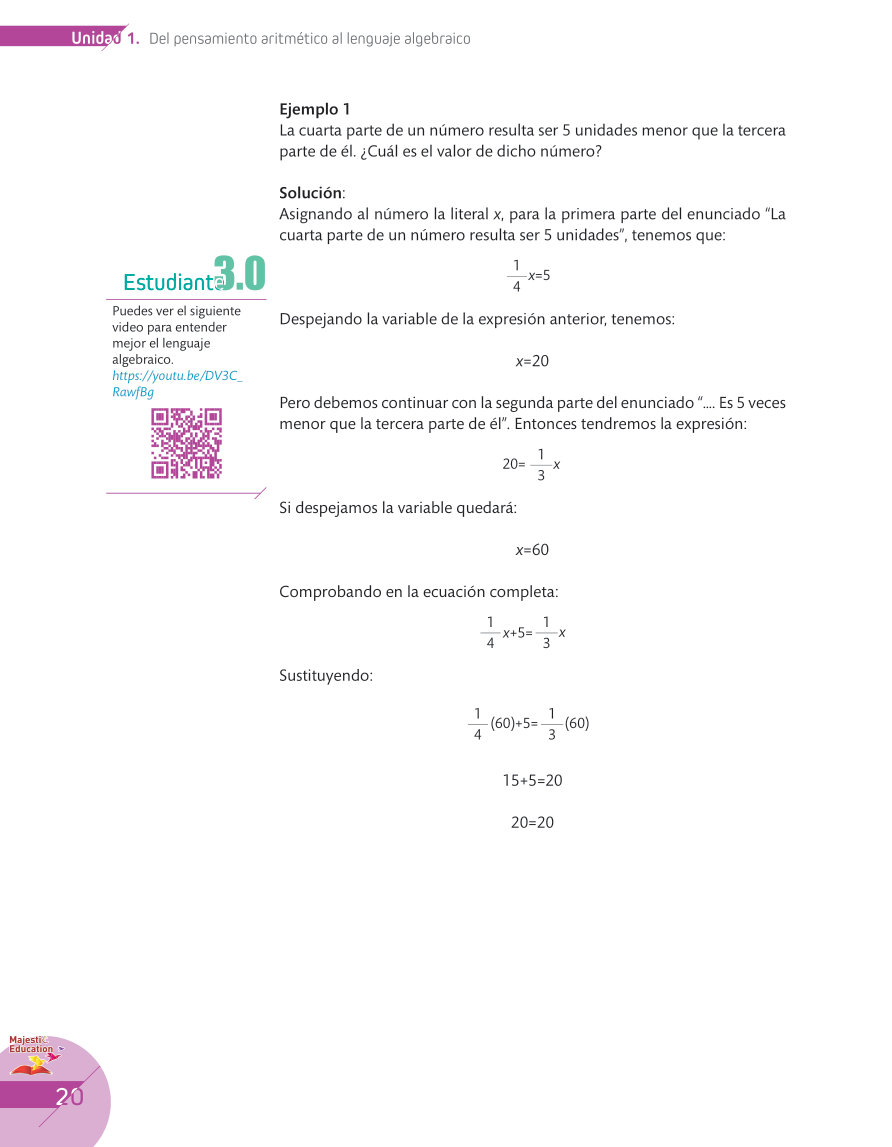 Unidad 1. Del pensamiento aritmético al lenguaje algebraico
Ejemplo 1
La cuarta parte de un número resulta ser 5 unidades menor que la tercera
parte de él. ¿Cuál es el valor de dicho número?
Solución:
Asignando al número la literal x, para la primera parte del enunciado “La
cuarta parte de un número resulta ser 5 unidades”, tenemos que:
1/4 x=5
Despejando la variable de la expresión anterior, tenemos:
x=20
Pero debemos continuar con la segunda parte del enunciado “.... Es 5 veces
menor que la tercera parte de él”. Entonces tendremos la expresión:
20= 1/3 x
Si despejamos la variable quedará:
x=60
Comprobando en la ecuación completa:
1/4 x+5= 1/3 x
Sustituyendo:
1/4 (60)+5= 1/3 (60)
15+5=20
20=20
Estudiante 3.0
Puedes ver el siguiente
video para entender
mejor el lenguaje
algebraico.
https://youtu.be/DV3C_
RawfBg
Majestic
Education
20